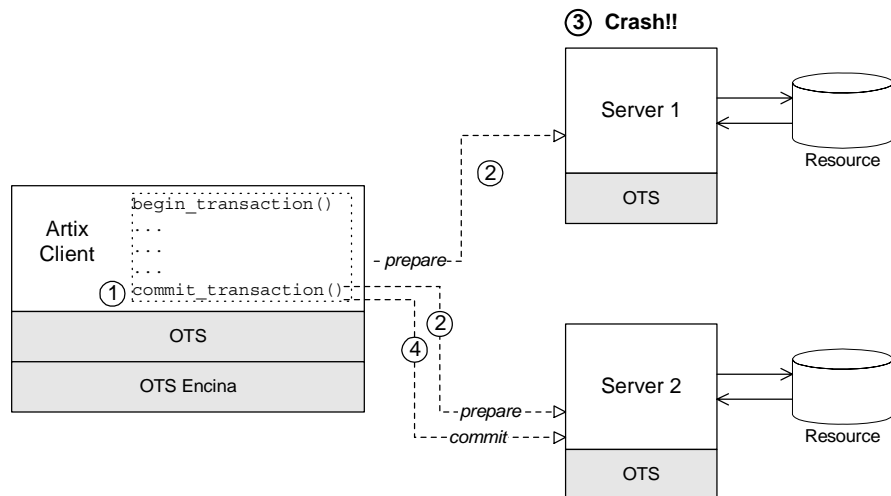 ③ Crash!!
Server 1
Resource
OTS
②
begin_transaction()
...
...
...
commit_transaction()
Artix
Client
①
prepare
②
④
OTS
OTS Encina
Server 2
prepare
commit
Resource
OTS